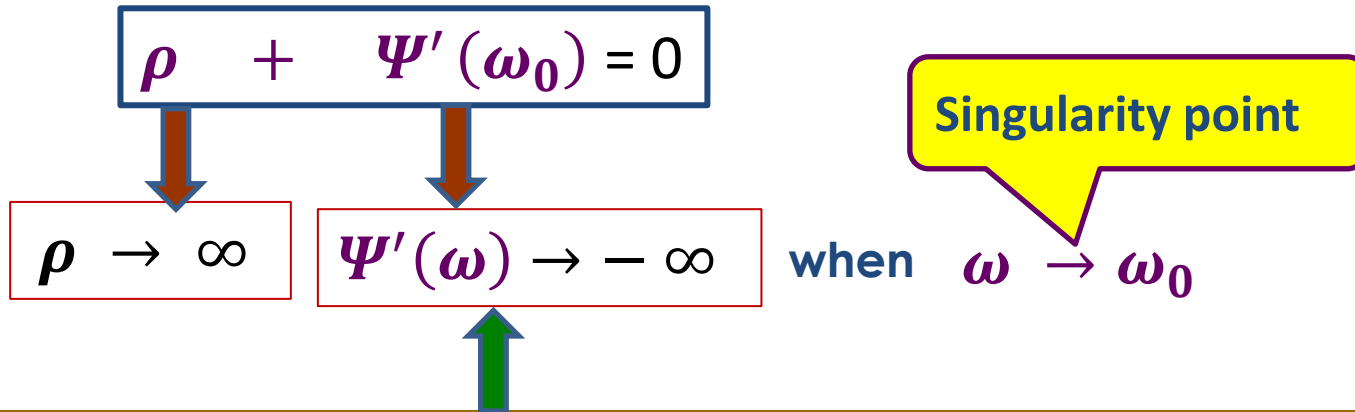 ρ + Ψ′(ω₀) = 0
Singularity point
ρ → ∞ Ψ′(ω) → − ∞ when ω → ω₀